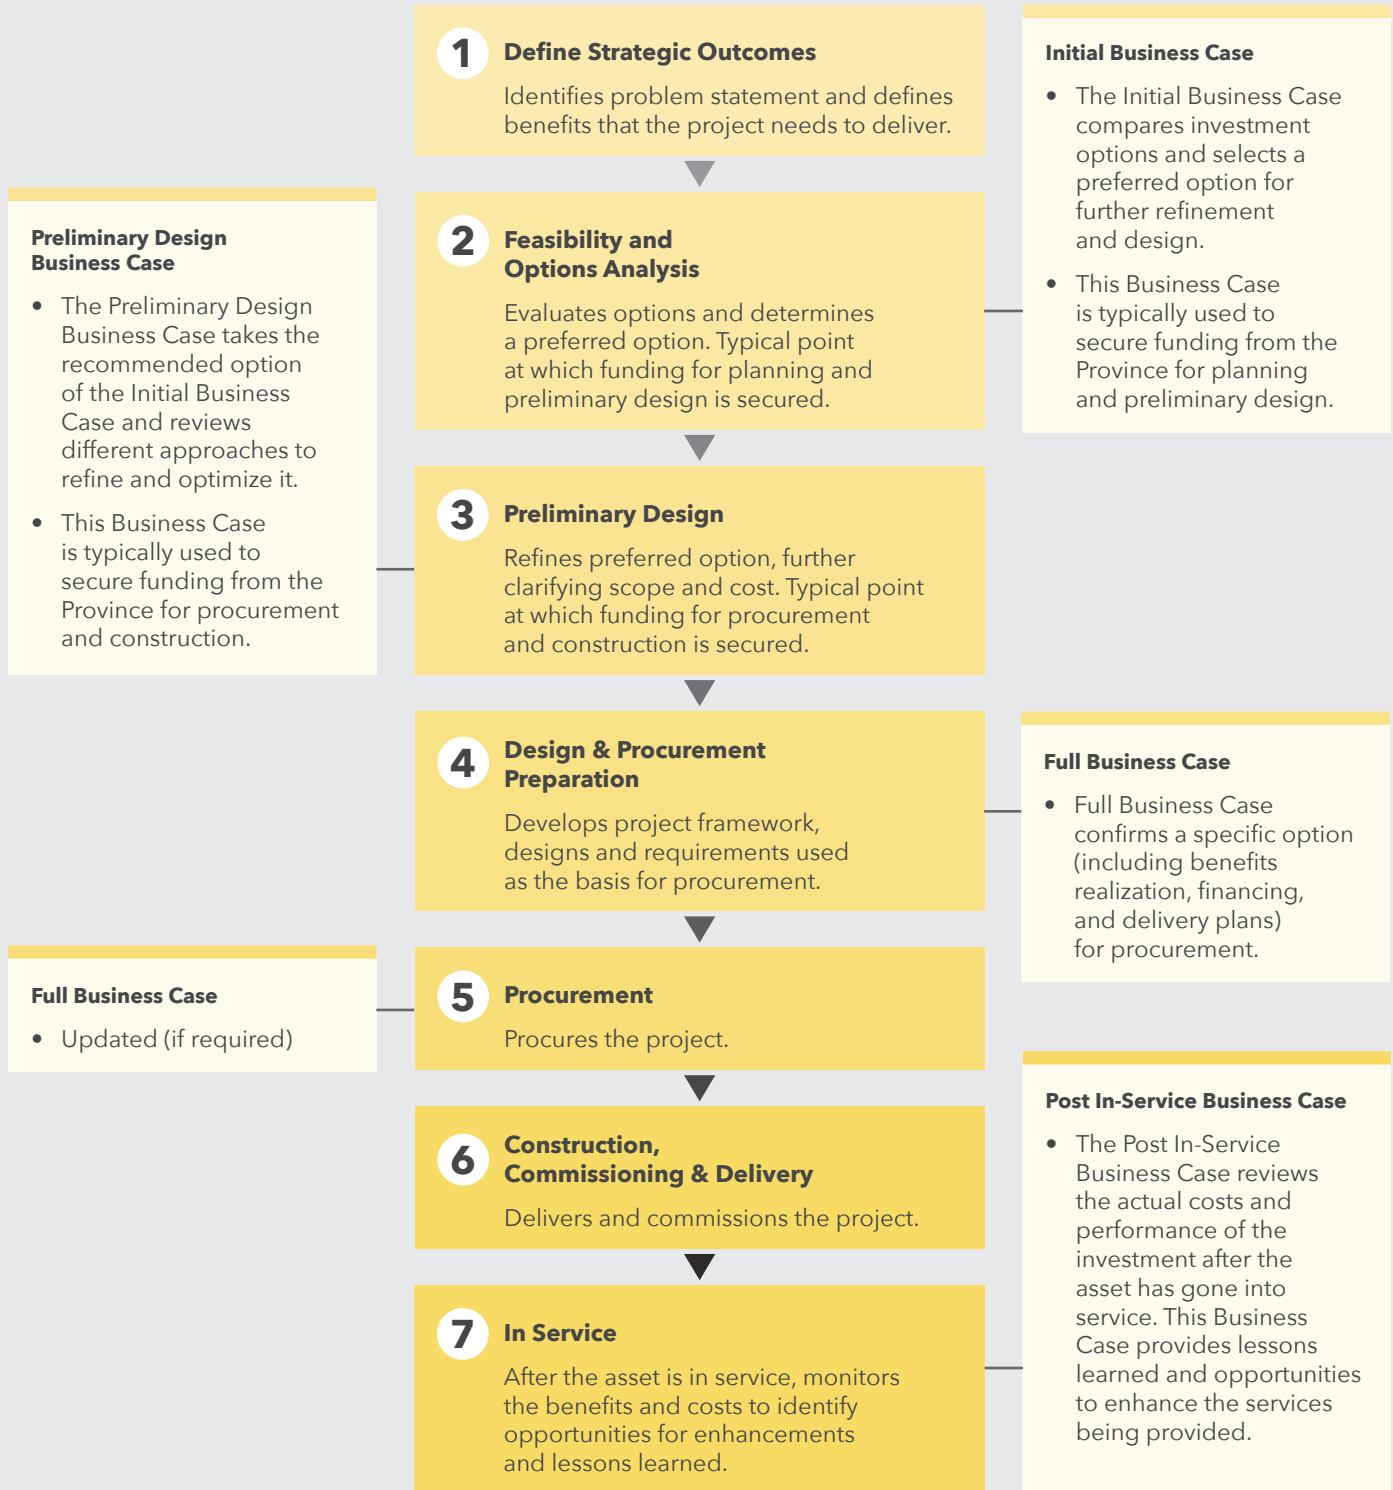 1
Define Strategic Outcomes
Identifies problem statement and defines
benefits that the project needs to deliver.
Initial Business Case
• The Initial Business Case
compares investment
options and selects a
preferred option for
further refinement
and design.
• This Business Case
is typically used to
secure funding from the
Province for planning
and preliminary design.
2
Feasibility and
Options Analysis
Evaluates options and determines
a preferred option. Typical point
at which funding for planning and
preliminary design is secured.
Preliminary Design
Business Case
• The Preliminary Design
Business Case takes the
recommended option
of the Initial Business
Case and reviews
different approaches to
refine and optimize it.
• This Business Case
is typically used to
secure funding from the
Province for procurement
and construction.
3
Preliminary Design
Refines preferred option, further
clarifying scope and cost. Typical point
at which funding for procurement
and construction is secured.
4
Design & Procurement
Preparation
Develops project framework,
designs and requirements used
as the basis for procurement.
Full Business Case
• Full Business Case
confirms a specific option
(including benefits
realization, financing,
and delivery plans)
for procurement.
Full Business Case
• Updated (if required)
5
Procurement
Procures the project.
6
Construction,
Commissioning & Delivery
Delivers and commissions the project.
Post In-Service Business Case
• The Post In-Service
Business Case reviews
the actual costs and
performance of the
investment after the
asset has gone into
service. This Business
Case provides lessons
learned and opportunities
to enhance the services
being provided.
7
In Service
After the asset is in service, monitors
the benefits and costs to identify
opportunities for enhancements
and lessons learned.